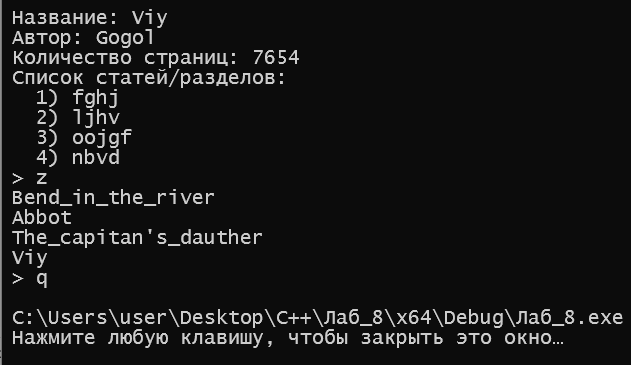 Название: Viy
Автор: Gogol
Количество страниц: 7654
Список статей/разделов:
1) fghj
2) ljhv
3) oojgf
4) nbvd
> z
Bend_in_the_river
Abbot
The_capitan's_dauther
Viy
> q
C:\Users\user\Desktop\C++\Лаб_8\x64\Debug\Лаб_8.exe
Нажмите любую клавишу, чтобы закрыть это окно…